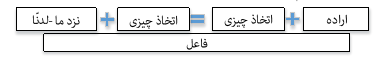 اراده + اتخاذ چیزی = اتخاذ چیزی + نزد ما -لدنّا
فاعل